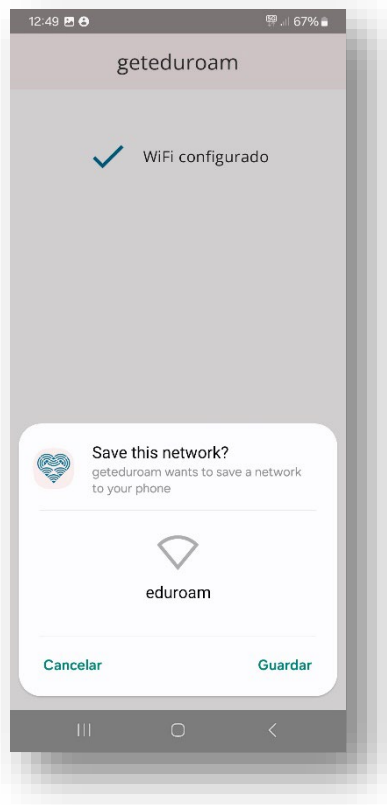 12:49
67%
geteduroam
WiFi configurado
Save this network?
geteduroam wants to save a network
to your phone
eduroam
Cancelar
Guardar